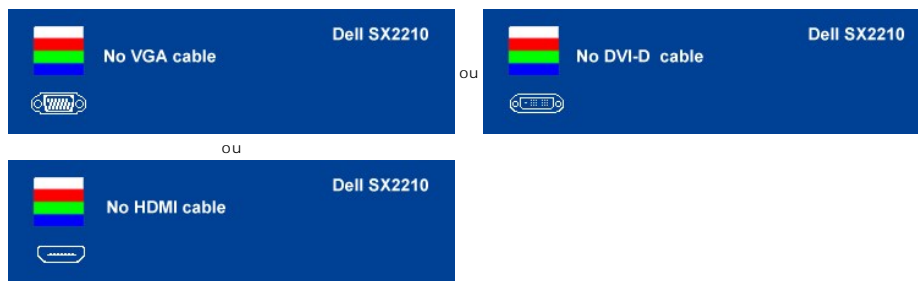 Dell SX2210
No VGA cable
ou
Dell SX2210
No DVI-D cable
ou
Dell SX2210
No HDMI cable